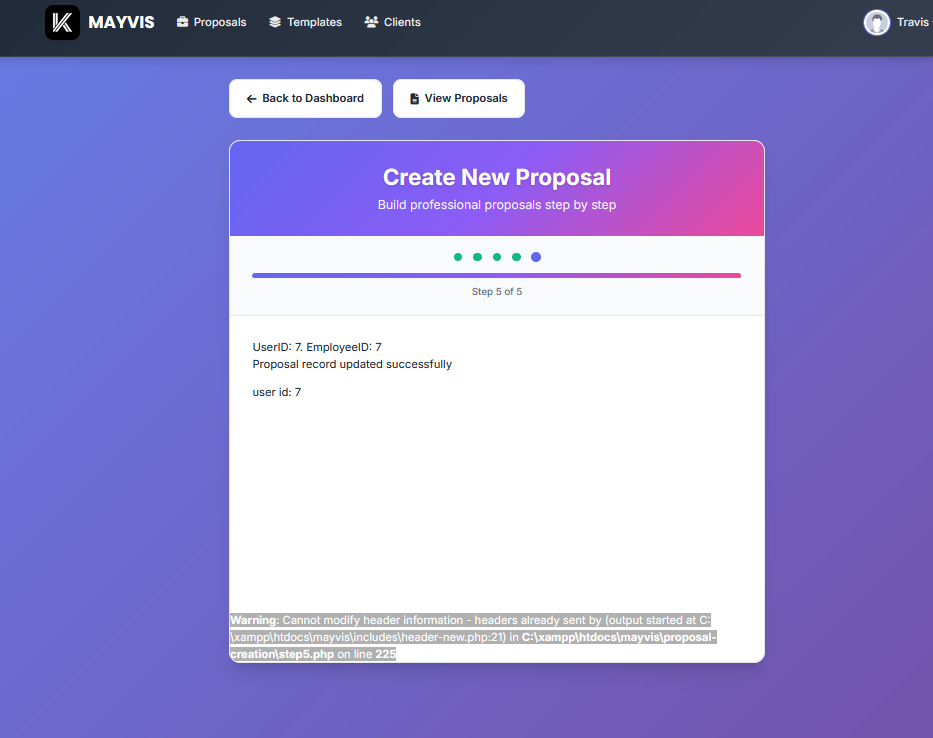 MAYVIS Proposals Templates Clients Travis
Back to Dashboard View Proposals
Create New Proposal
Build professional proposals step by step
Step 5 of 5
UserID: 7. EmployeeID: 7
Proposal record updated successfully
user id: 7
Warning: Cannot modify header information - headers already sent by (output started at C:
\xampp\htdocs\mayvis\includes\header-new.php:21) in C:\xampp\htdocs\mayvis\proposal-
creation\step5.php on line 225